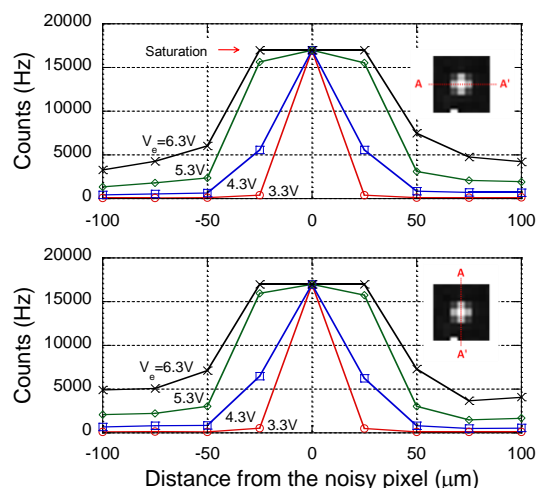 20000
15000
10000
5000
0
Counts (Hz)
Saturation
A A'
Vₑ=6.3V
5.3V
4.3V
3.3V
-100 -50 0 50 100
20000
15000
10000
5000
0
Counts (Hz)
A
A'
Vₑ=6.3V
5.3V
4.3V
3.3V
-100 -50 0 50 100
Distance from the noisy pixel (μm)